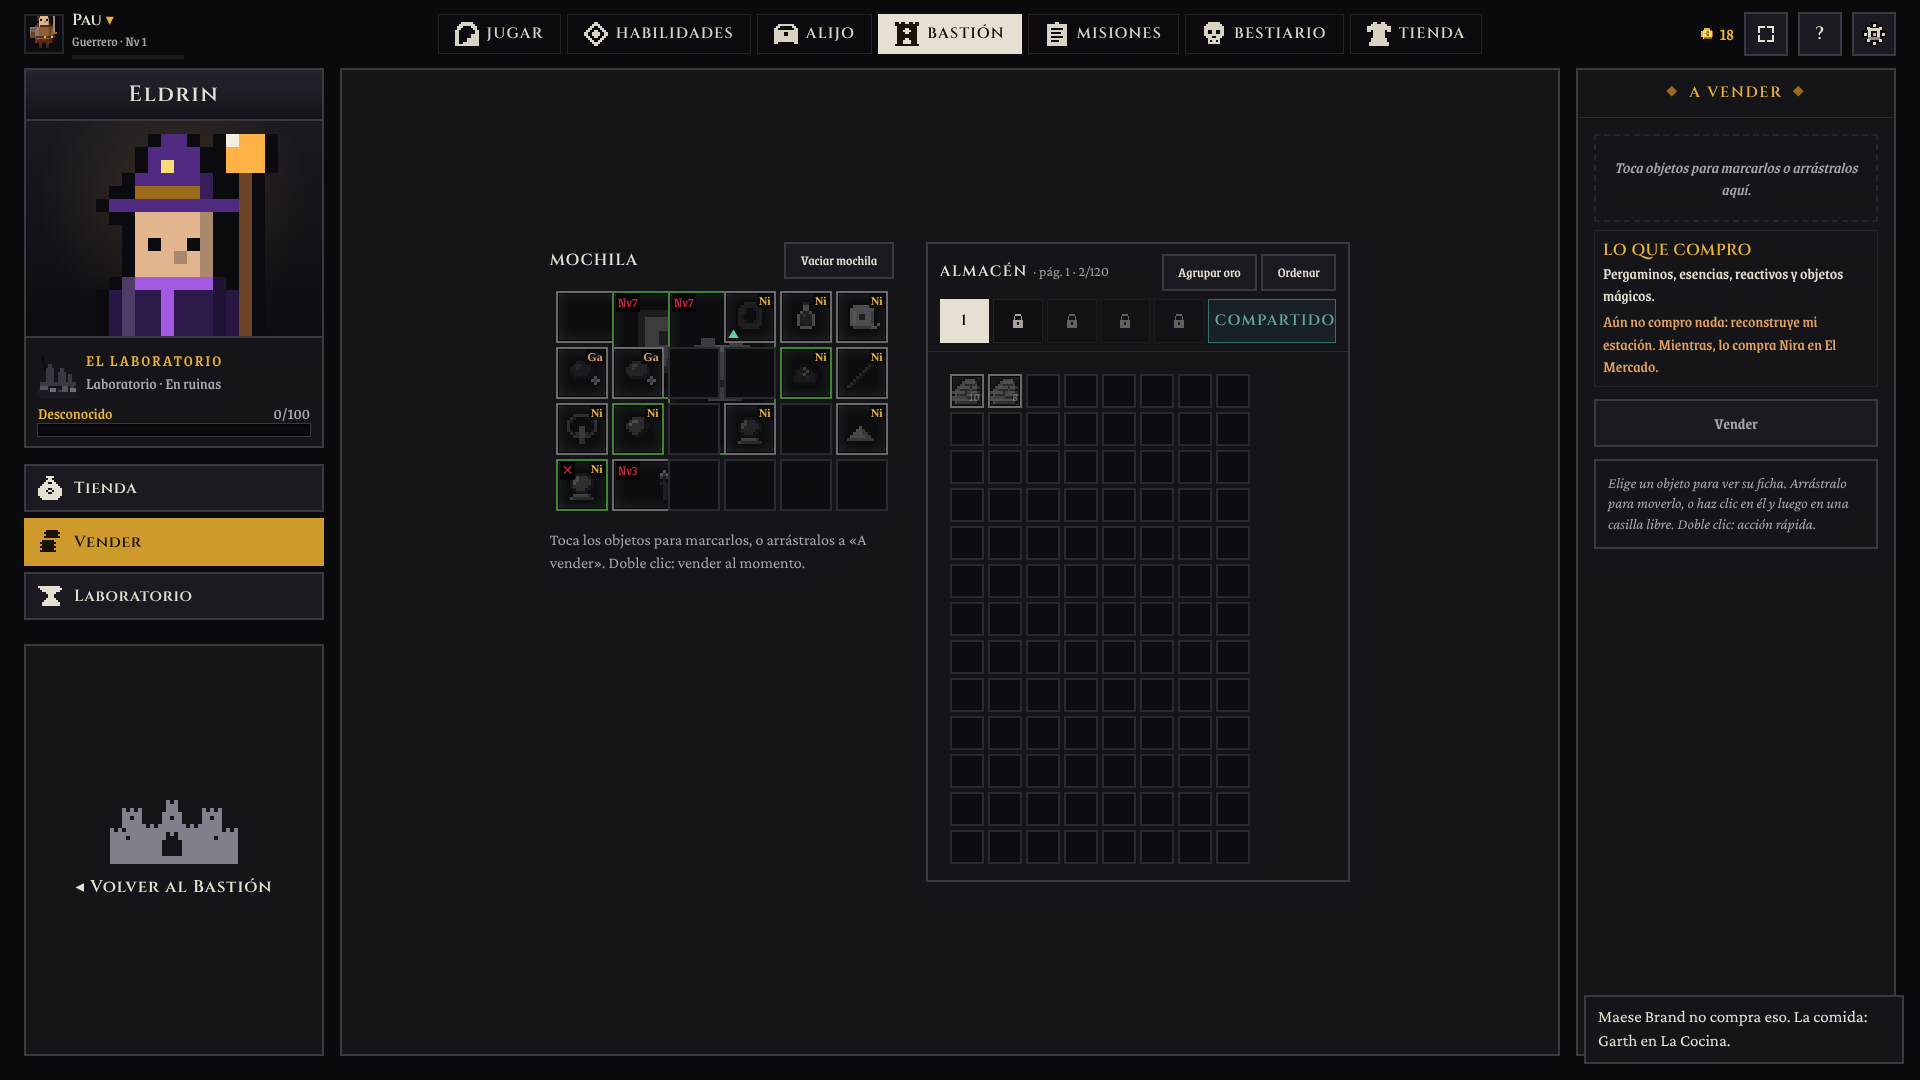 Pau ▾
Guerrero · Nv 1
JUGAR
HABILIDADES
ALIJO
BASTIÓN
MISIONES
BESTIARIO
TIENDA
18
?
Eldrin
EL LABORATORIO
Laboratorio · En ruinas
Desconocido 0/100
Tienda
Vender
Laboratorio
◂ Volver al Bastión
MOCHILA
Vaciar mochila
Nv7 Nv7 Ni Ni Ni
Ga Ga Ni Ni
Ni Ni Ni Ni
✕ Ni Nv3
Toca los objetos para marcarlos, o arrástralos a «A
vender». Doble clic: vender al momento.
ALMACÉN · pág. 1 · 2/120
Agrupar oro
Ordenar
1
COMPARTIDO
10 8
◆ A VENDER ◆
Toca objetos para marcarlos o arrástralos
aquí.
LO QUE COMPRO
Pergaminos, esencias, reactivos y objetos
mágicos.
Aún no compro nada: reconstruye mi
estación. Mientras, lo compra Nira en El
Mercado.
Vender
Elige un objeto para ver su ficha. Arrástralo
para moverlo, o haz clic en él y luego en una
casilla libre. Doble clic: acción rápida.
Maese Brand no compra eso. La comida:
Garth en La Cocina.